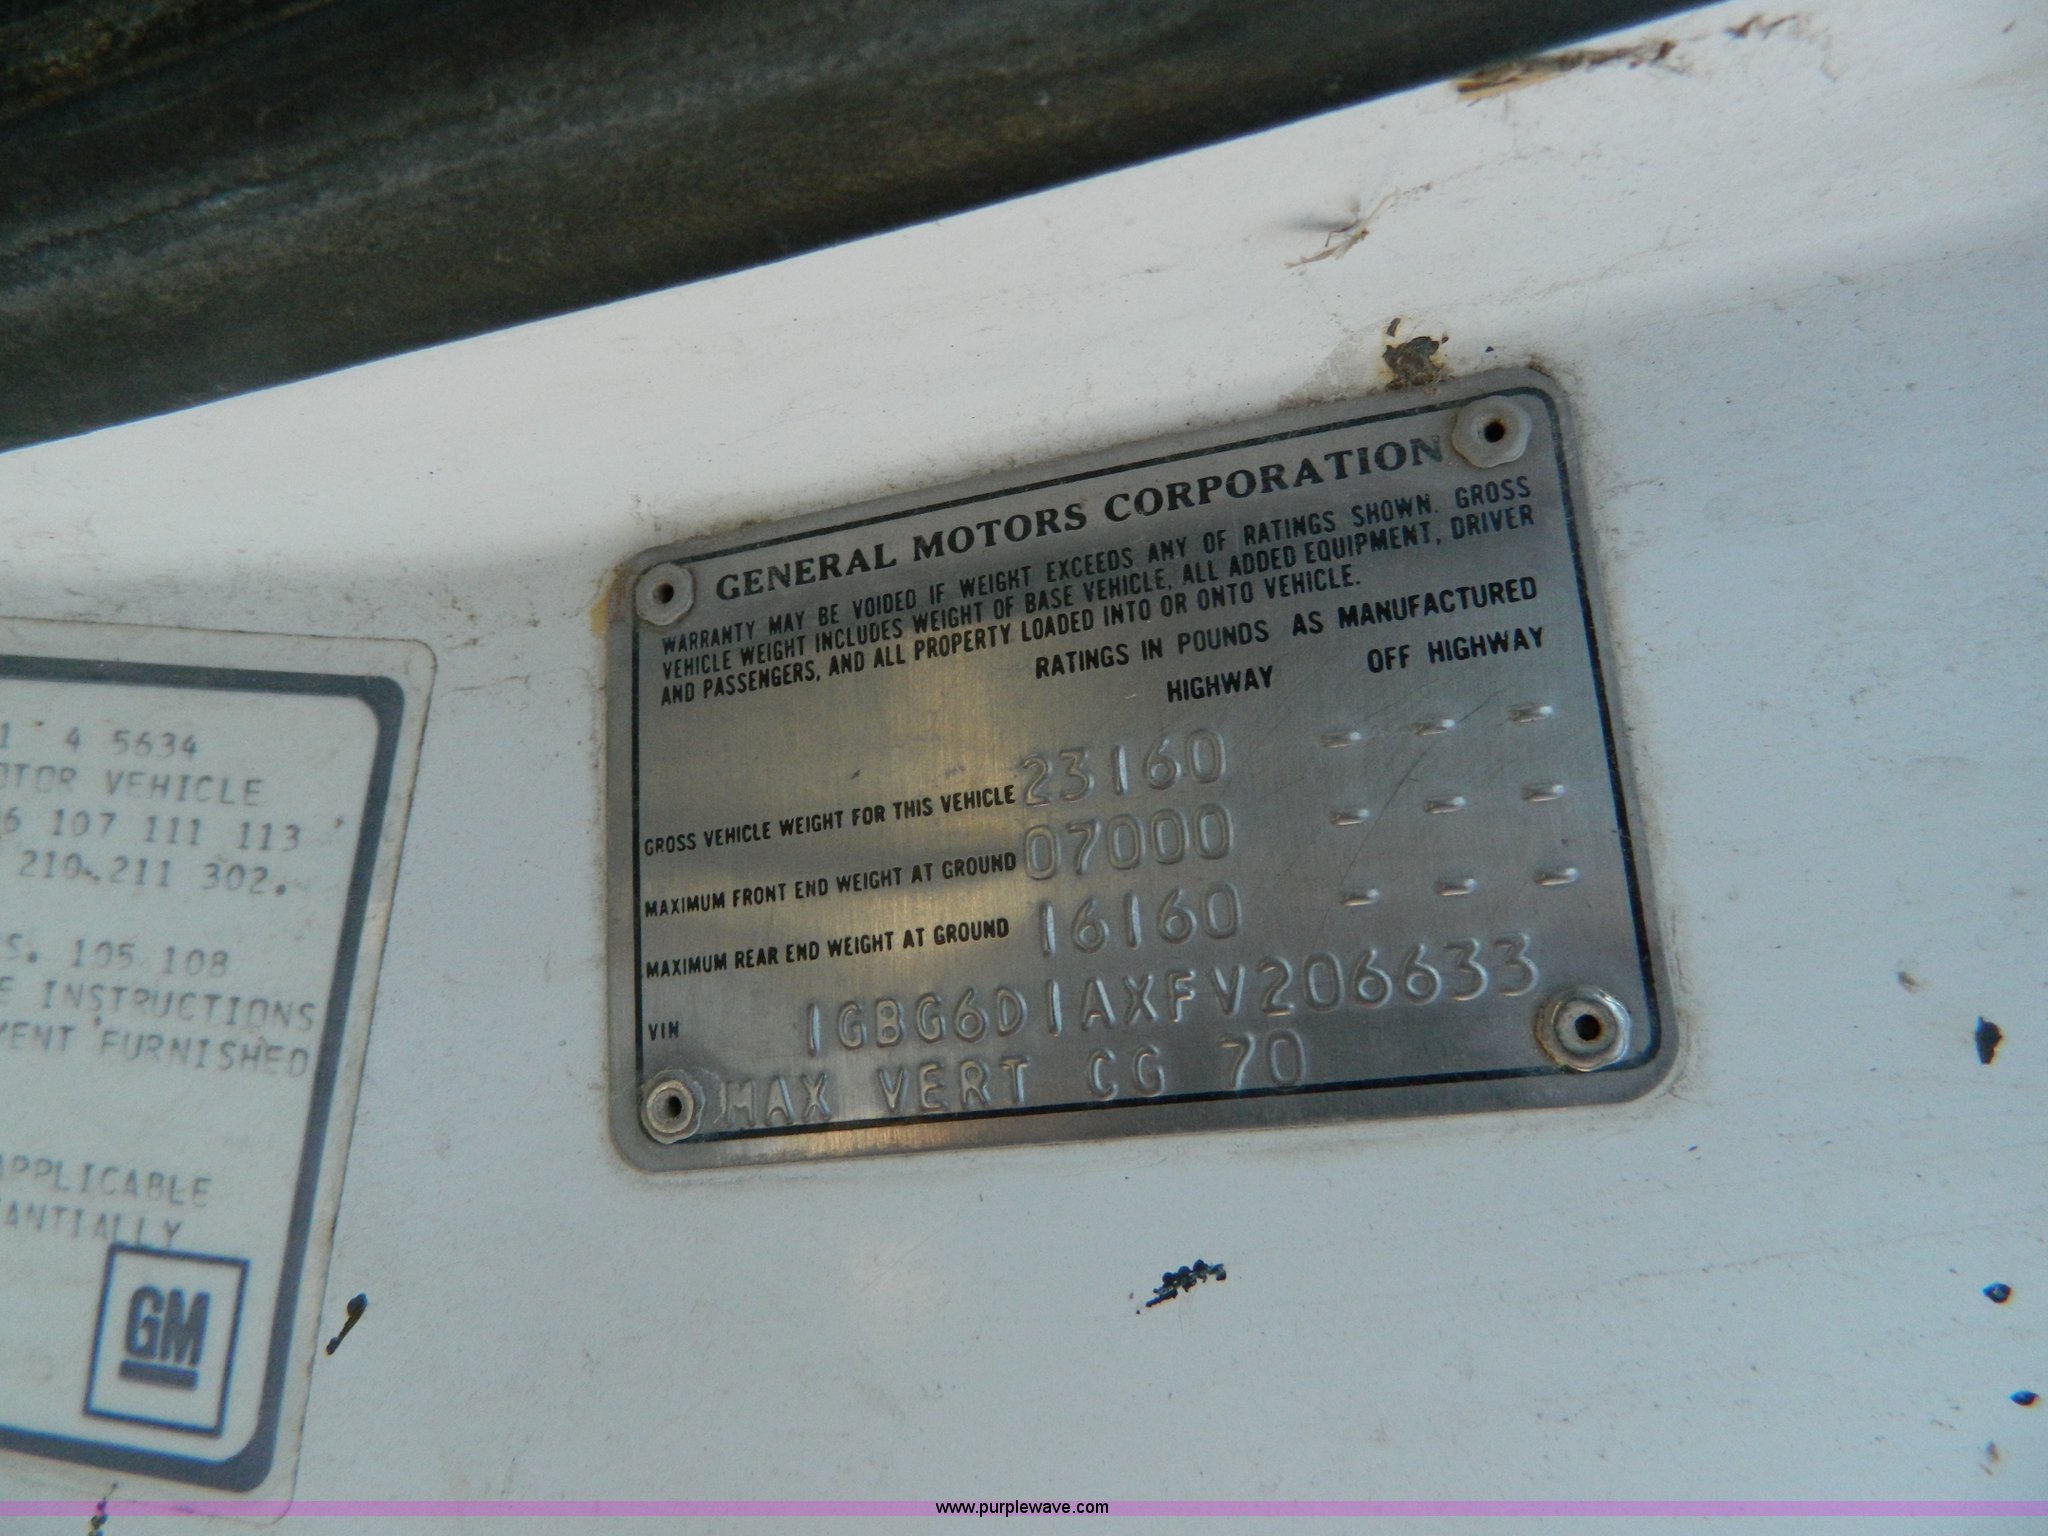 1 4 5634
OTOR VEHICLE
6 107 111 113
210 211 302.
S. 105 108
E INSTRUCTIONS
VENT FURNISHED
APPLICABLE
TANTIALLY
GM
GENERAL MOTORS CORPORATION
WARRANTY MAY BE VOIDED IF WEIGHT EXCEEDS ANY OF RATINGS SHOWN. GROSS
VEHICLE WEIGHT INCLUDES WEIGHT OF BASE VEHICLE, ALL ADDED EQUIPMENT, DRIVER
AND PASSENGERS, AND ALL PROPERTY LOADED INTO OR ONTO VEHICLE.
RATINGS IN POUNDS AS MANUFACTURED
HIGHWAY OFF HIGHWAY
GROSS VEHICLE WEIGHT FOR THIS VEHICLE 23160 - - -
MAXIMUM FRONT END WEIGHT AT GROUND 07000 - - -
MAXIMUM REAR END WEIGHT AT GROUND 16160 - - -
VIN 1GBG6D1AXFV206633
MAX VERT CG 70
www.purplewave.com